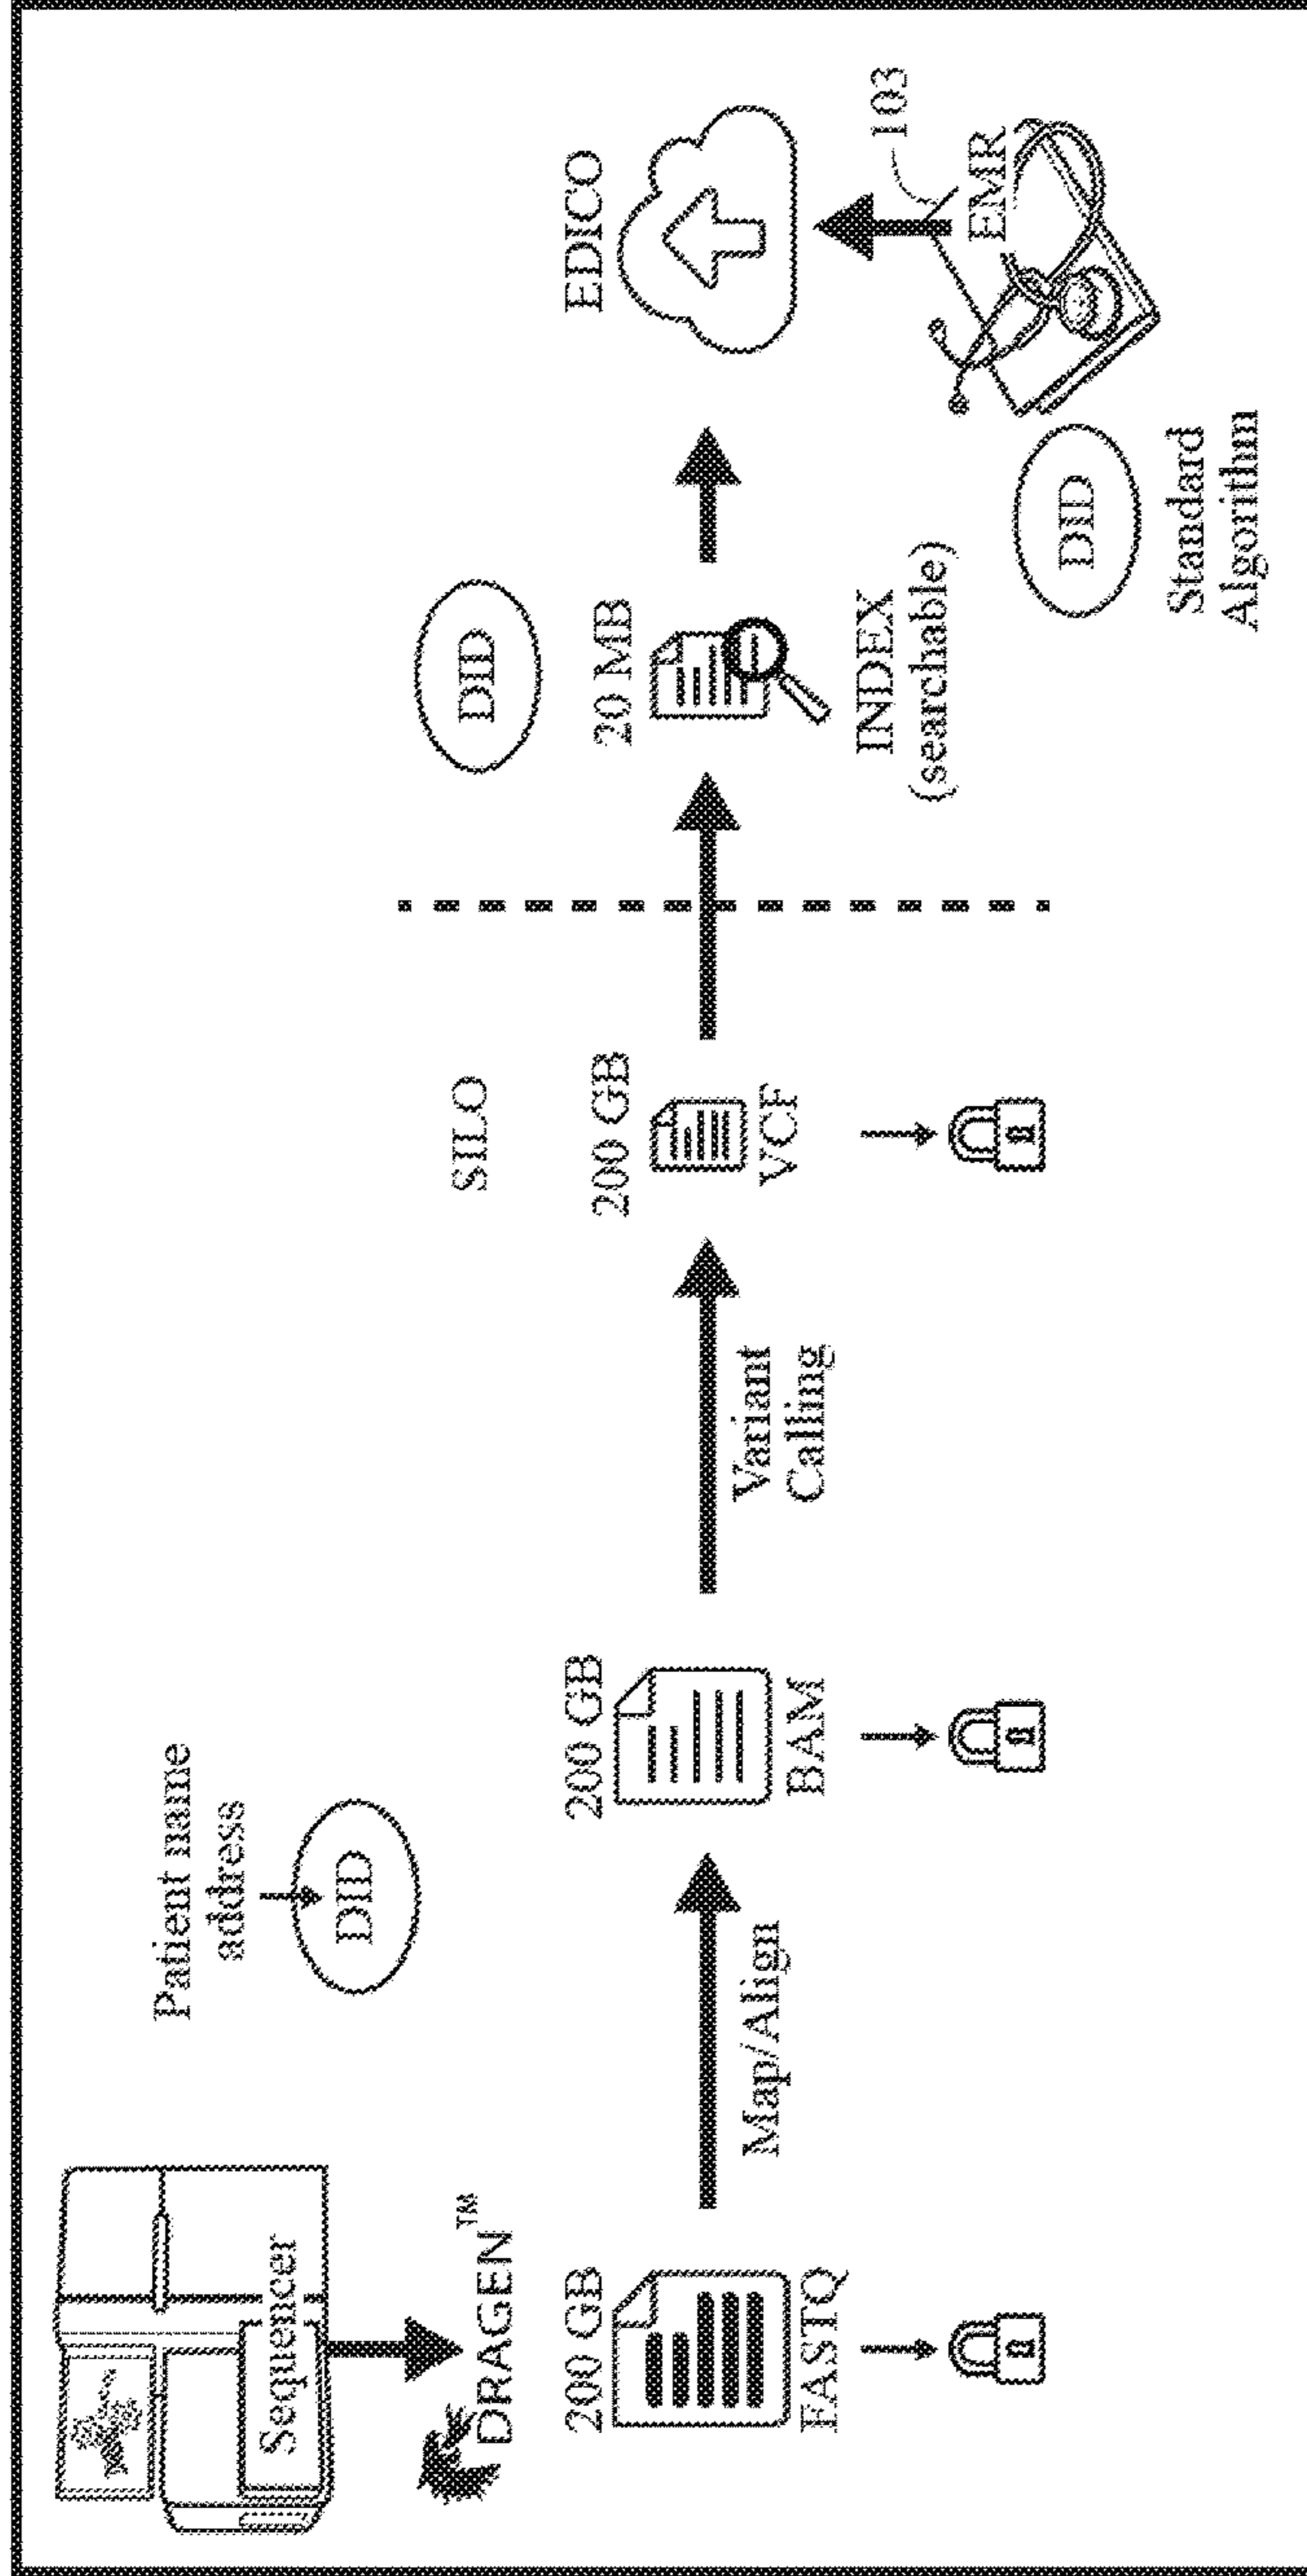 Sequencer
DRAGEN™
Patient name
address
DID
200 GB
FASTQ
Map/Align
200 GB
BAM
Variant
Calling
SILO
200 GB
VCF
DID
20 MB
INDEX
(searchable)
EDICO
103
EMR
DID
Standard
Algorithm